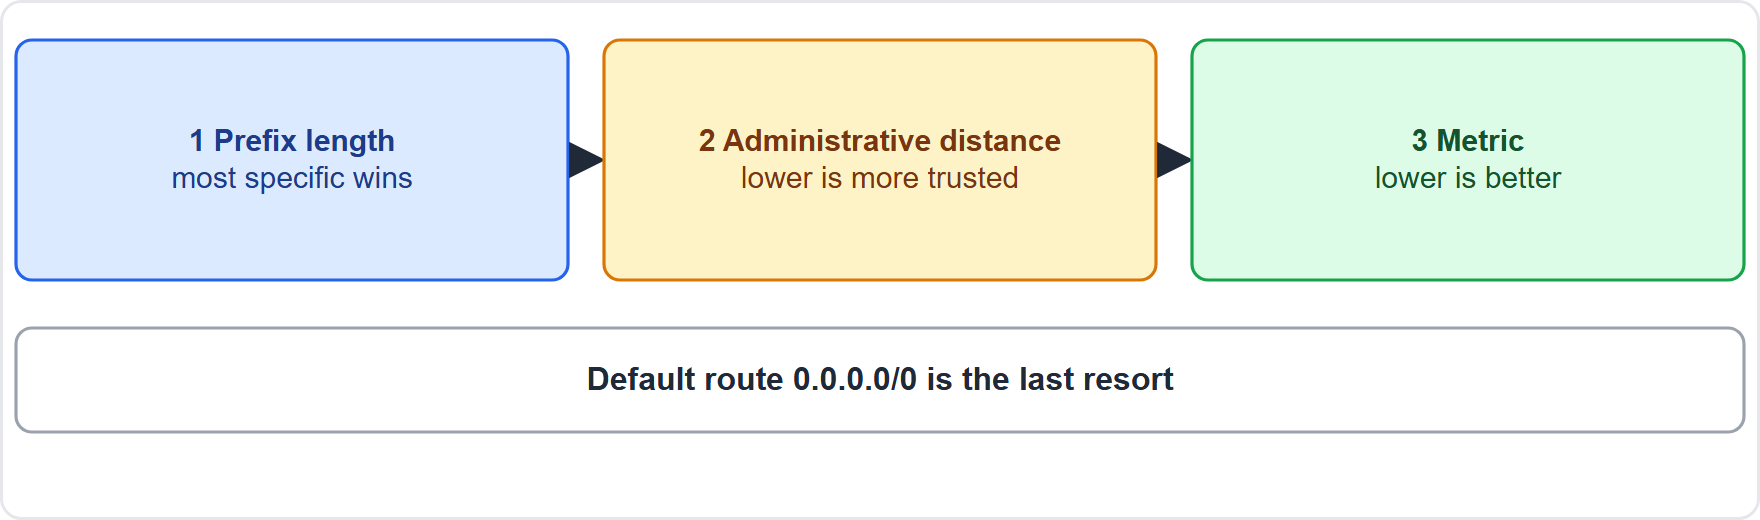 1 Prefix length
most specific wins
2 Administrative distance
lower is more trusted
3 Metric
lower is better
Default route 0.0.0.0/0 is the last resort